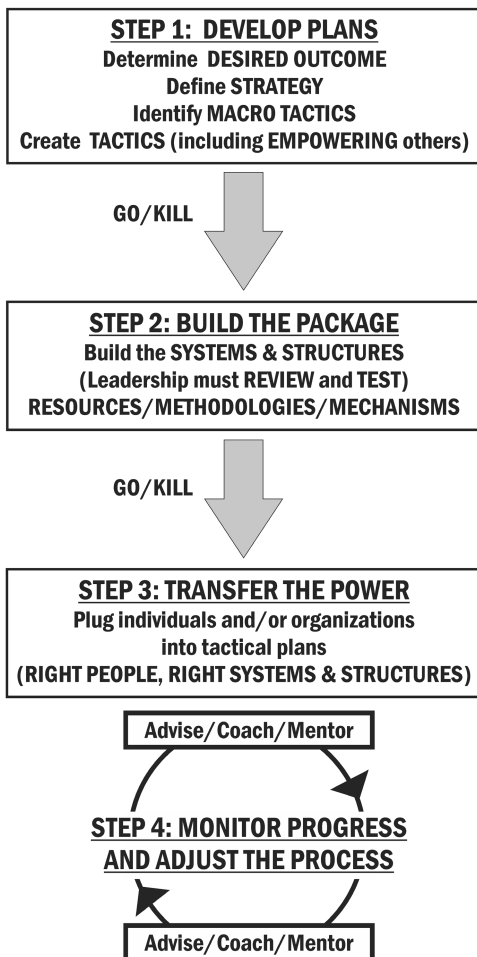 STEP 1: DEVELOP PLANS
Determine DESIRED OUTCOME
Define STRATEGY
Identify MACRO TACTICS
Create TACTICS (including EMPOWERING others)
GO/KILL
STEP 2: BUILD THE PACKAGE
Build the SYSTEMS & STRUCTURES
(Leadership must REVIEW and TEST)
RESOURCES/METHODOLOGIES/MECHANISMS
GO/KILL
STEP 3: TRANSFER THE POWER
Plug individuals and/or organizations
into tactical plans
(RIGHT PEOPLE, RIGHT SYSTEMS & STRUCTURES)
Advise/Coach/Mentor
STEP 4: MONITOR PROGRESS
AND ADJUST THE PROCESS
Advise/Coach/Mentor